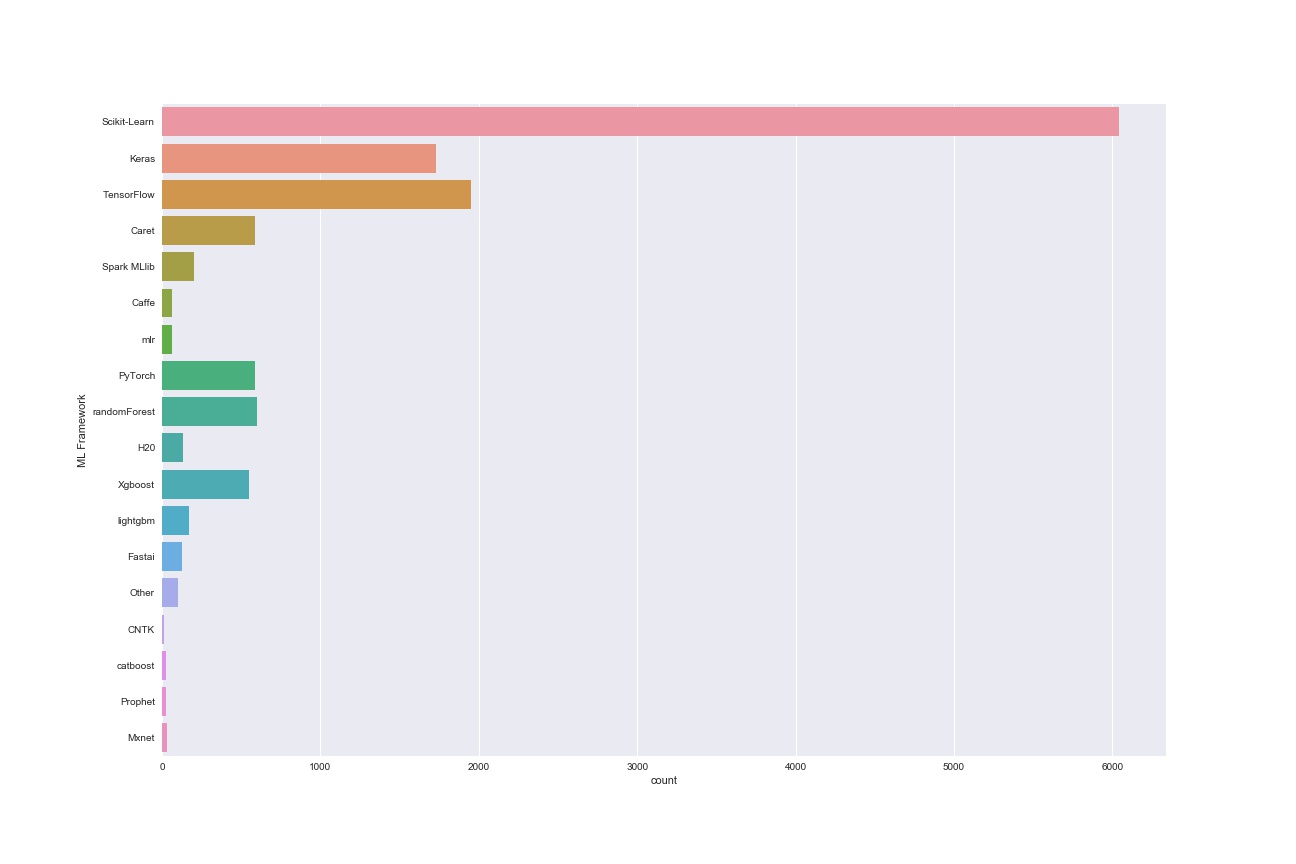 Scikit-Learn
Keras
TensorFlow
Caret
Spark MLlib
Caffe
mlr
PyTorch
randomForest
H20
Xgboost
lightgbm
Fastai
Other
CNTK
catboost
Prophet
Mxnet
ML Framework
0 1000 2000 3000 4000 5000 6000
count